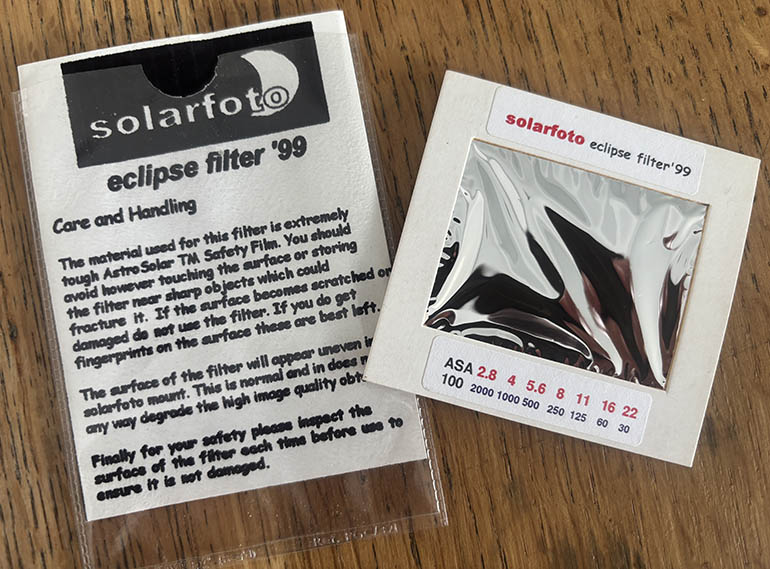 solarfoto
eclipse filter '99
Care and Handling
The material used for this filter is extremely
tough AstroSolar TM Safety Film. You should
avoid however touching the surface or storing
the filter near sharp objects which could
fracture it. If the surface becomes scratched or
damaged do not use the filter. If you do get
fingerprints on the surface these are best left.
The surface of the filter will appear uneven
solarfoto mount. This is normal and in does
any way degrade the high image quality
Finally for your safety please inspect the
surface of the filter each time before use to
ensure it is not damaged.
solarfoto eclipse filter'99
ASA 2.8 4 5.6 8 11 16 22
100 2000 1000 500 250 125 60 30